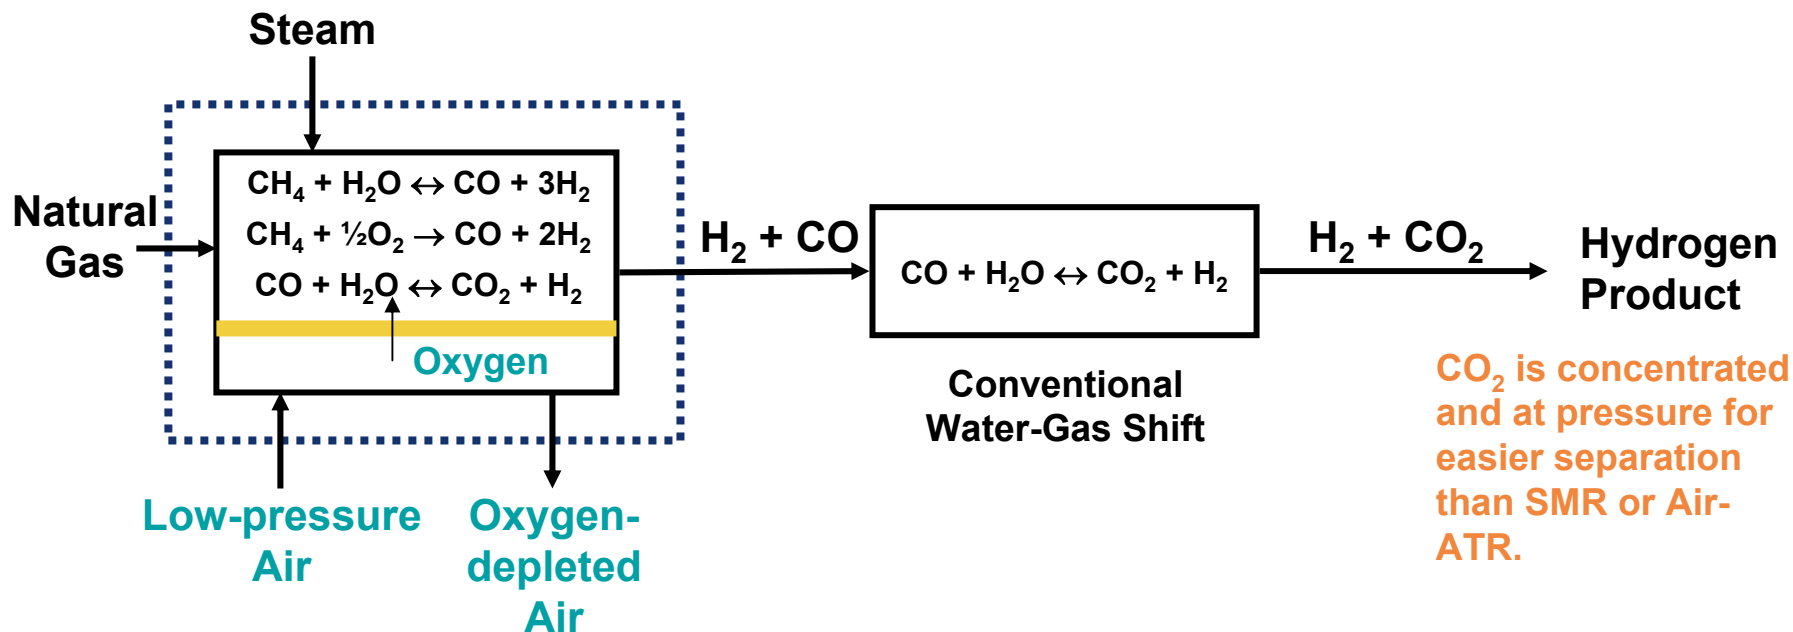 Steam
Natural
Gas
CH₄ + H₂O ↔ CO + 3H₂
CH₄ + ½O₂ → CO + 2H₂
CO + H₂O ↔ CO₂ + H₂
Oxygen
Low-pressure
Air
Oxygen-
depleted
Air
H₂ + CO
CO + H₂O ↔ CO₂ + H₂
Conventional
Water-Gas Shift
H₂ + CO₂
Hydrogen
Product
CO₂ is concentrated
and at pressure for
easier separation
than SMR or Air-
ATR.